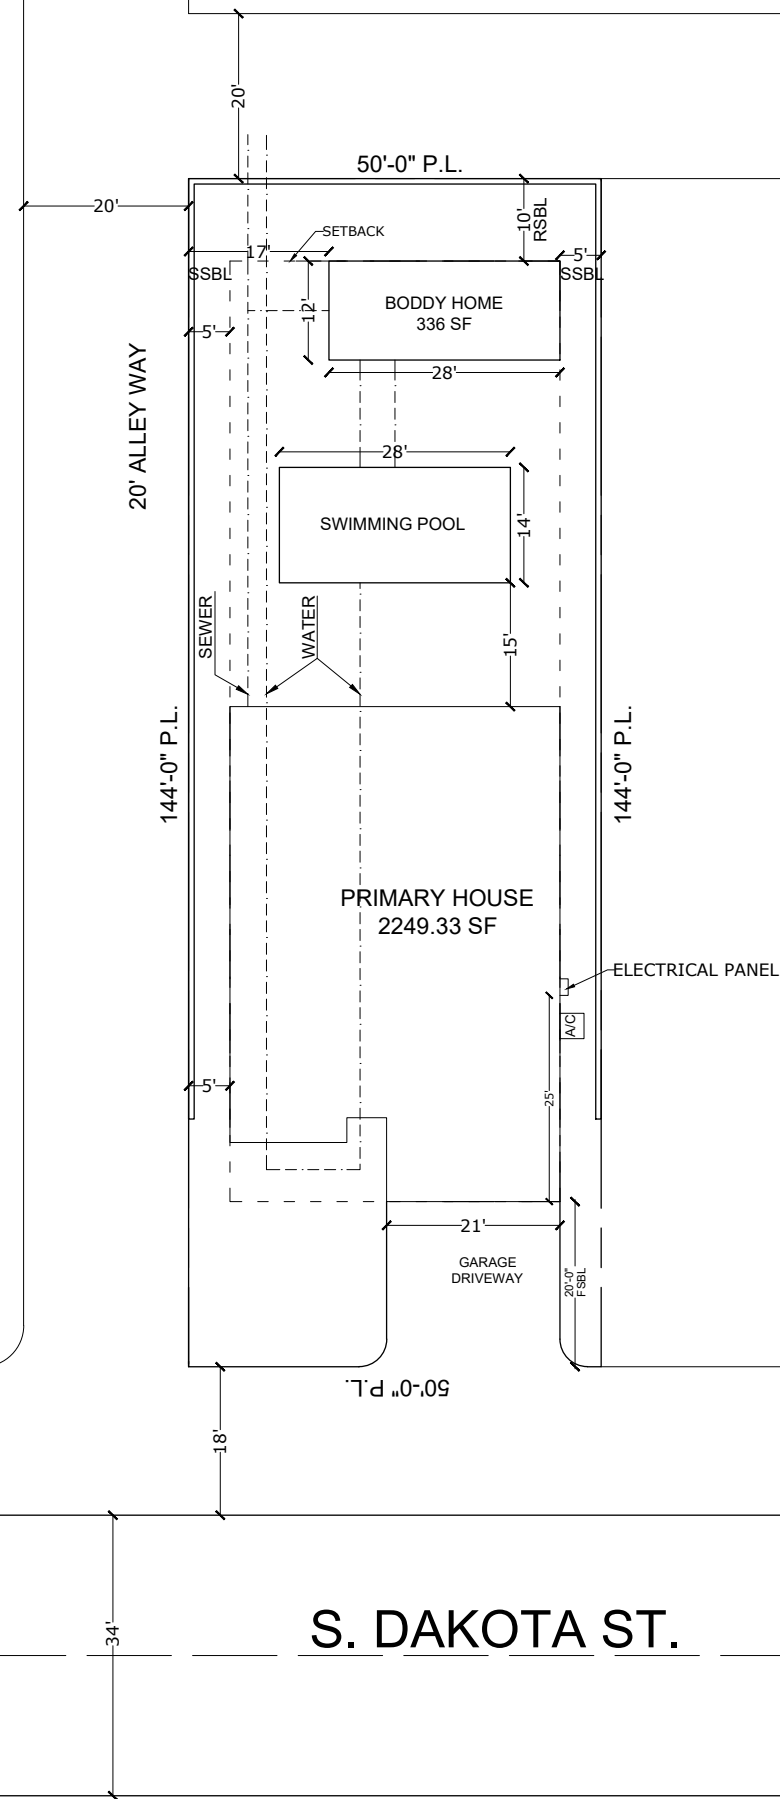 20'
50'-0" P.L.
20'
10'
RSBL
SETBACK
17'
5'
SSBL
SSBL
12'
BODDY HOME
336 SF
5'
28'
20' ALLEY WAY
28'
SWIMMING POOL
14'
SEWER
WATER
15'
144'-0" P.L.
144'-0" P.L.
PRIMARY HOUSE
2249.33 SF
ELECTRICAL PANEL
A/C
25'
5'
21'
GARAGE
DRIVEWAY
20'-0"
FSBL
50'-0" P.L.
18'
34'
S. DAKOTA ST.